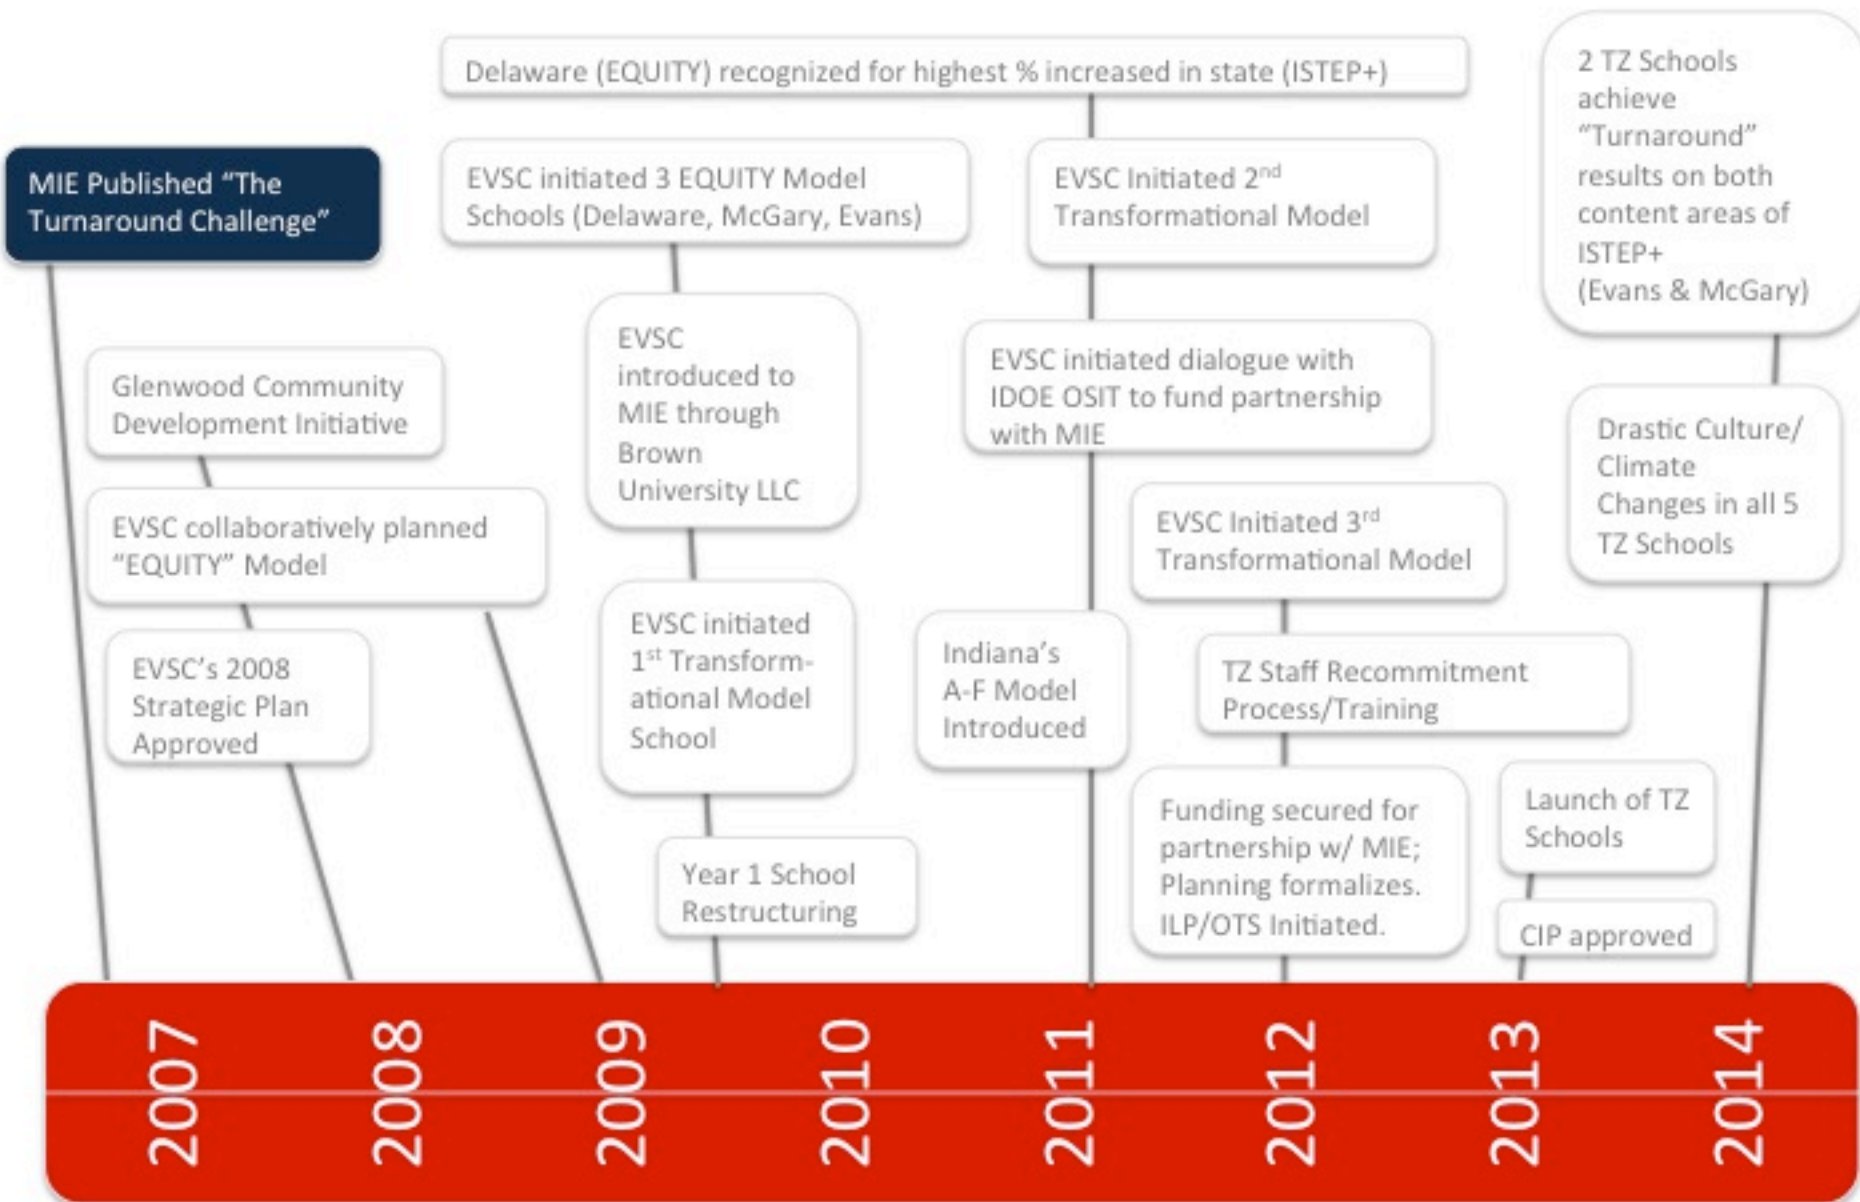 Delaware (EQUITY) recognized for highest % increased in state (ISTEP+)
2 TZ Schools
achieve
“Turnaround”
results on both
content areas of
ISTEP+
(Evans & McGary)
MIE Published “The
Turnaround Challenge”
EVSC initiated 3 EQUITY Model
Schools (Delaware, McGary, Evans)
EVSC Initiated 2nd
Transformational Model
Glenwood Community
Development Initiative
EVSC
introduced to
MIE through
Brown
University LLC
EVSC initiated dialogue with
IDOE OSIT to fund partnership
with MIE
Drastic Culture/
Climate
Changes in all 5
TZ Schools
EVSC collaboratively planned
“EQUITY” Model
EVSC Initiated 3rd
Transformational Model
EVSC’s 2008
Strategic Plan
Approved
EVSC initiated
1st Transform-
ational Model
School
Indiana’s
A-F Model
Introduced
TZ Staff Recommitment
Process/Training
Year 1 School
Restructuring
Funding secured for
partnership w/ MIE;
Planning formalizes.
ILP/OTS Initiated.
Launch of TZ
Schools
CIP approved
2007
2008
2009
2010
2011
2012
2013
2014